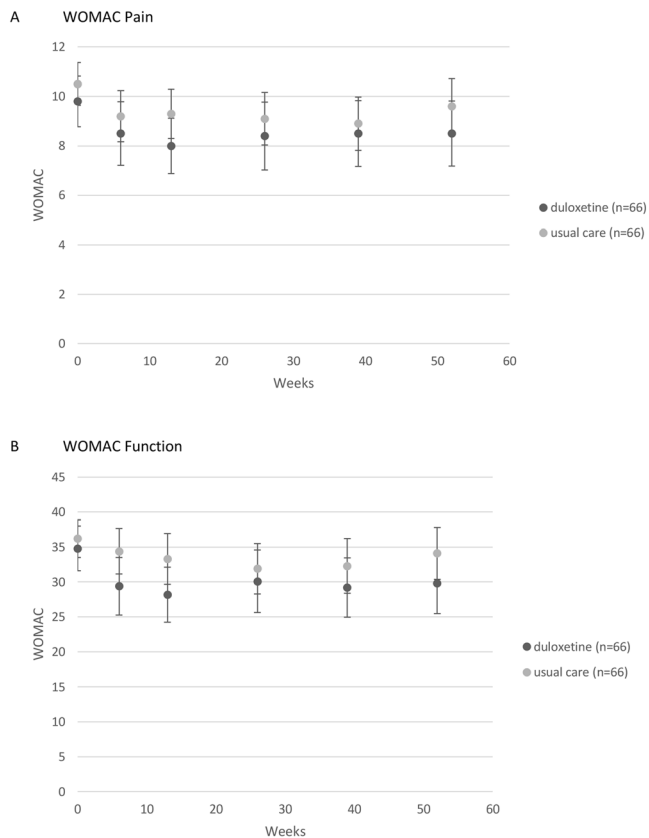 A WOMAC Pain
12
10
8
6
4
2
0
WOMAC
0 10 20 30 40 50 60
Weeks
duloxetine (n=66)
usual care (n=66)
B WOMAC Function
45
40
35
30
25
20
15
10
5
0
WOMAC
0 10 20 30 40 50 60
Weeks
duloxetine (n=66)
usual care (n=66)